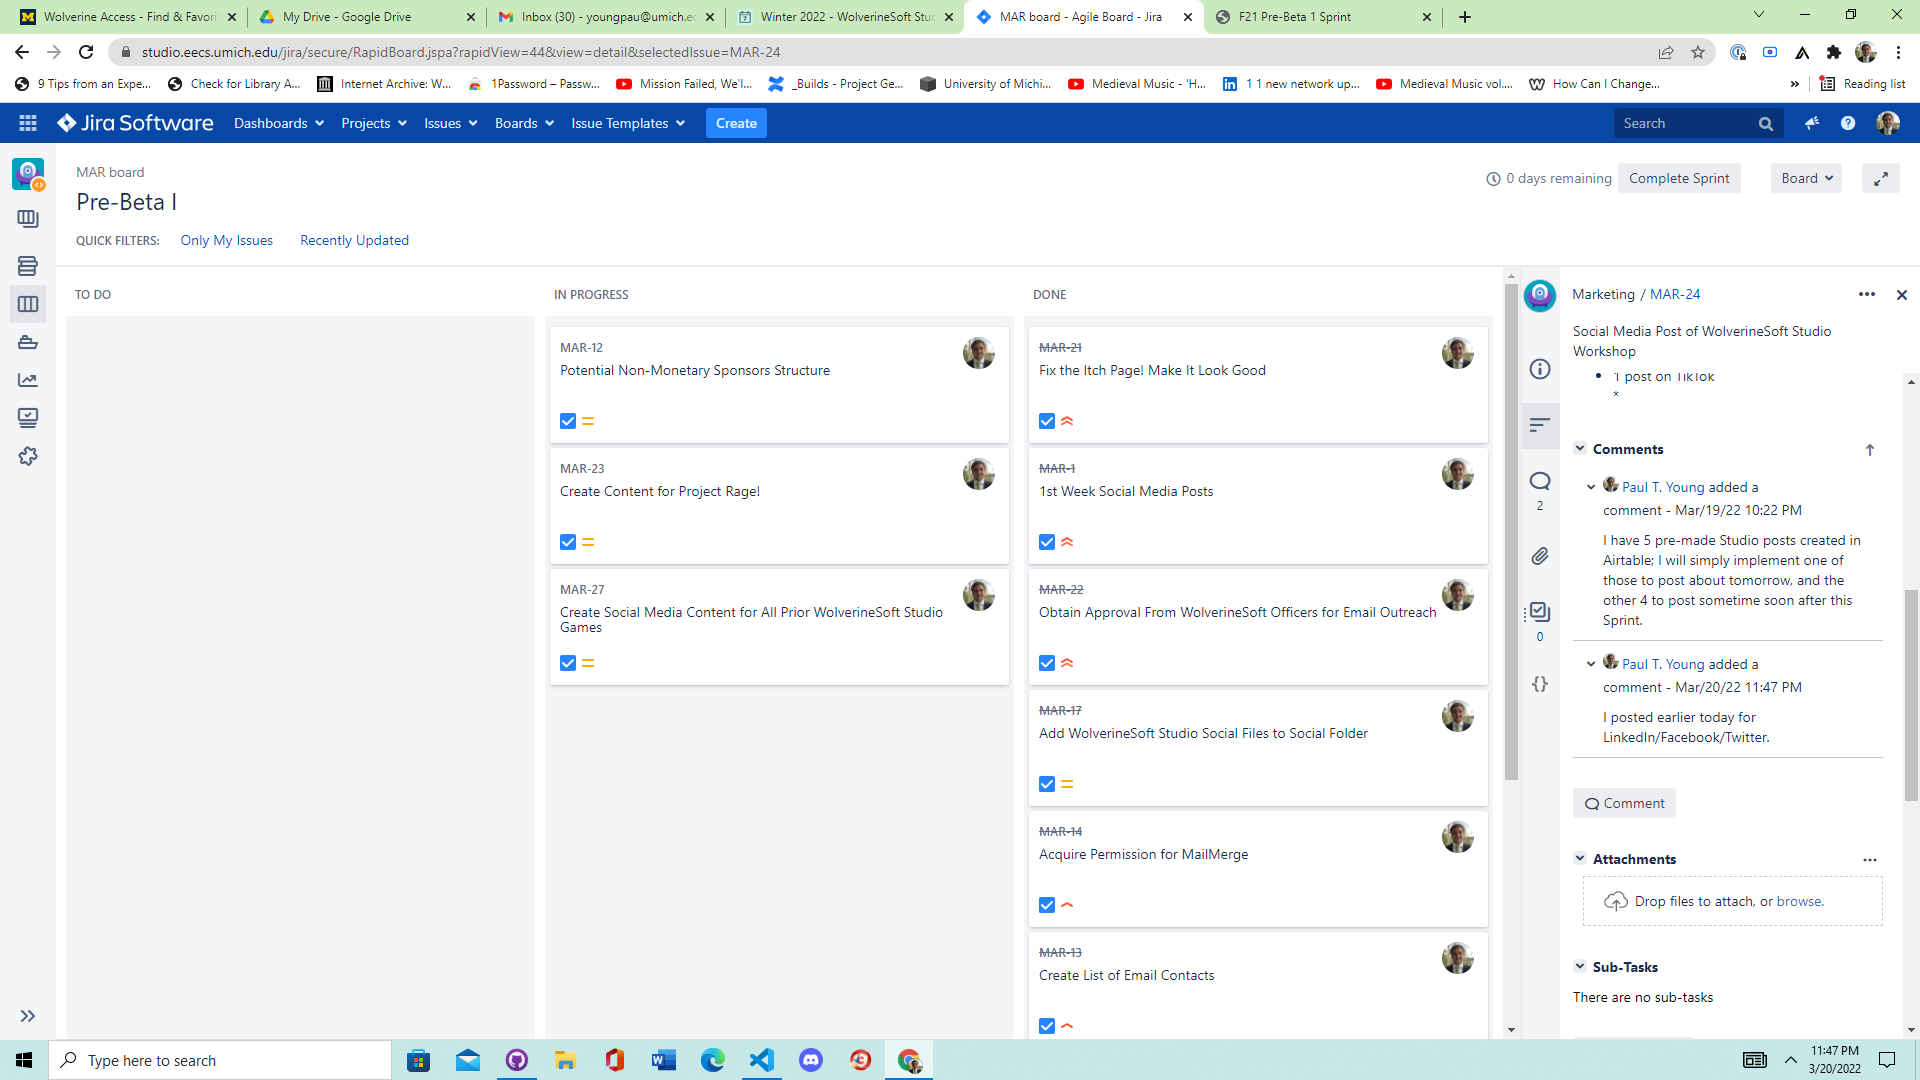 Wolverine Access - Find & Favori
My Drive - Google Drive
Inbox (30) - youngpau@umich.ed
Winter 2022 - WolverineSoft Stud
MAR board - Agile Board - Jira
F21 Pre-Beta 1 Sprint
studio.eecs.umich.edu/jira/secure/RapidBoard.jspa?rapidView=44&view=detail&selectedIssue=MAR-24
9 Tips from an Expe...
Check for Library A...
Internet Archive: W...
1Password – Passw...
Mission Failed, We'l...
_Builds - Project Ge...
University of Michi...
Medieval Music - 'H...
1 1 new network up...
Medieval Music vol....
How Can I Change...
»
Reading list
Jira Software
Dashboards
Projects
Issues
Boards
Issue Templates
Create
Search
MAR board
Pre-Beta I
0 days remaining
Complete Sprint
Board
QUICK FILTERS:
Only My Issues
Recently Updated
TO DO
IN PROGRESS
MAR-12
Potential Non-Monetary Sponsors Structure
MAR-23
Create Content for Project Rage!
MAR-27
Create Social Media Content for All Prior WolverineSoft Studio
Games
DONE
MAR-21
Fix the Itch Page! Make It Look Good
MAR-1
1st Week Social Media Posts
MAR-22
Obtain Approval From WolverineSoft Officers for Email Outreach
MAR-17
Add WolverineSoft Studio Social Files to Social Folder
MAR-14
Acquire Permission for MailMerge
MAR-13
Create List of Email Contacts
2
0
{}
Marketing / MAR-24
Social Media Post of WolverineSoft Studio
Workshop
• 1 post on TikTok
*
Comments
Paul T. Young added a
comment - Mar/19/22 10:22 PM
I have 5 pre-made Studio posts created in
Airtable; I will simply implement one of
those to post about tomorrow, and the
other 4 to post sometime soon after this
Sprint.
Paul T. Young added a
comment - Mar/20/22 11:47 PM
I posted earlier today for
LinkedIn/Facebook/Twitter.
Comment
Attachments
Drop files to attach, or browse.
Sub-Tasks
There are no sub-tasks
Type here to search
11:47 PM
3/20/2022